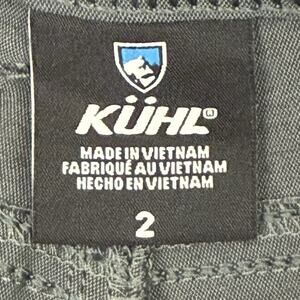 KÜHL
MADE IN VIETNAM
FABRIQUÉ AU VIETNAM
HECHO EN VIETNAM
2